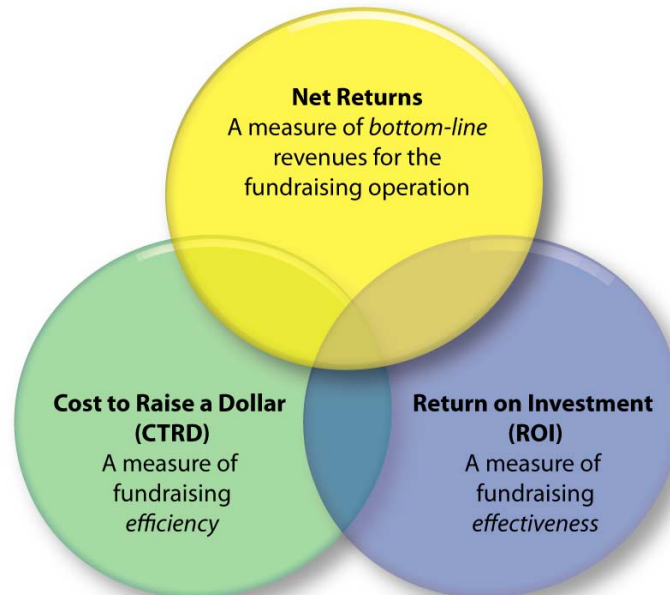 Net Returns
A measure of bottom-line
revenues for the
fundraising operation
Cost to Raise a Dollar
(CTRD)
A measure of
fundraising
efficiency
Return on Investment
(ROI)
A measure of
fundraising
effectiveness